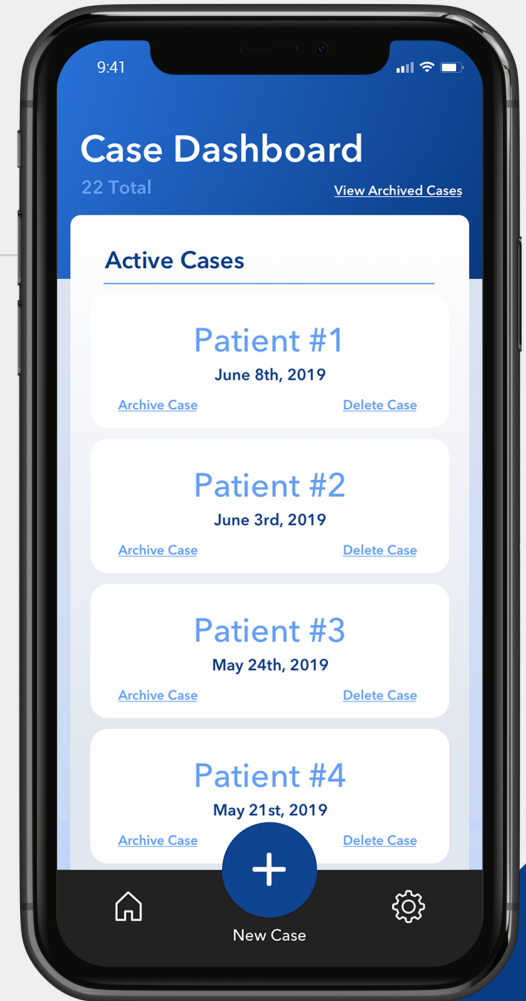 9:41
Case Dashboard
22 Total
View Archived Cases
Active Cases
Patient #1
June 8th, 2019
Archive Case
Delete Case
Patient #2
June 3rd, 2019
Archive Case
Delete Case
Patient #3
May 24th, 2019
Archive Case
Delete Case
Patient #4
May 21st, 2019
Archive Case
Delete Case
New Case